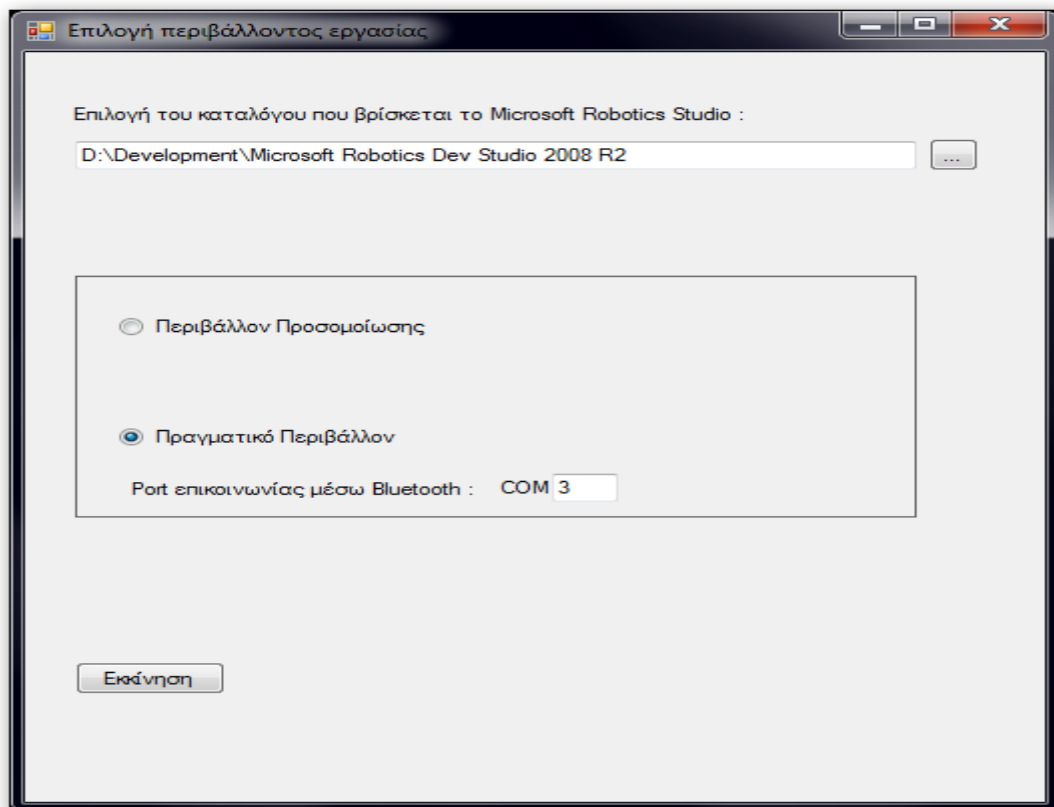 Επιλογή περιβάλλοντος εργασίας
Επιλογή του καταλόγου που βρίσκεται το Microsoft Robotics Studio :
D:\Development\Microsoft Robotics Dev Studio 2008 R2
...
Περιβάλλον Προσομοίωσης
Πραγματικό Περιβάλλον
Port επικοινωνίας μέσω Bluetooth : COM 3
Εκκίνηση